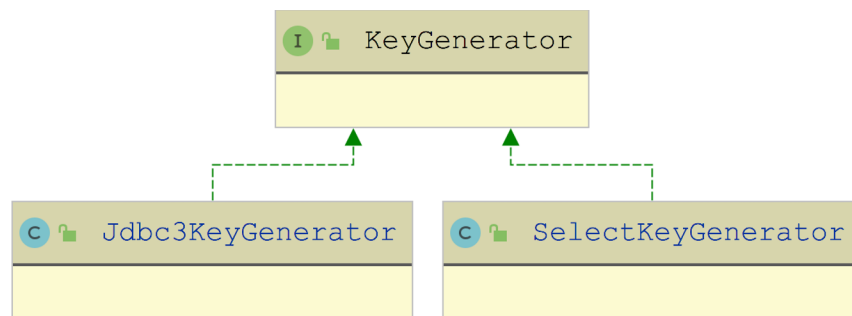 I KeyGenerator
C Jdbc3KeyGenerator
C SelectKeyGenerator